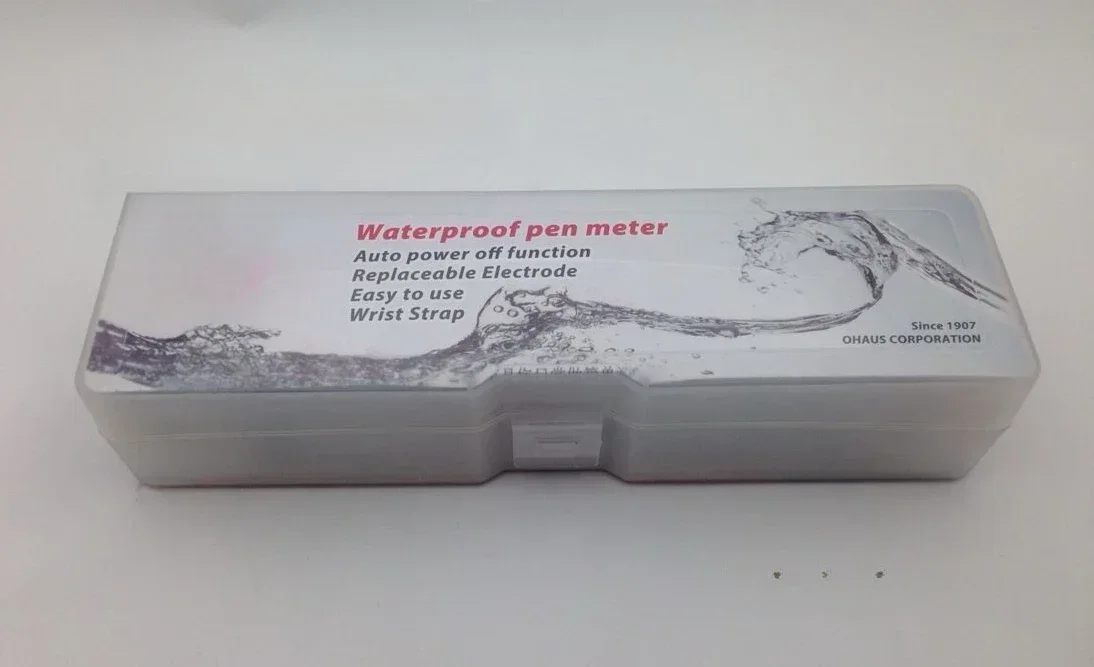 Waterproof pen meter
Auto power off function
Replaceable Electrode
Easy to use
Wrist Strap
Since 1907
OHAUS CORPORATION